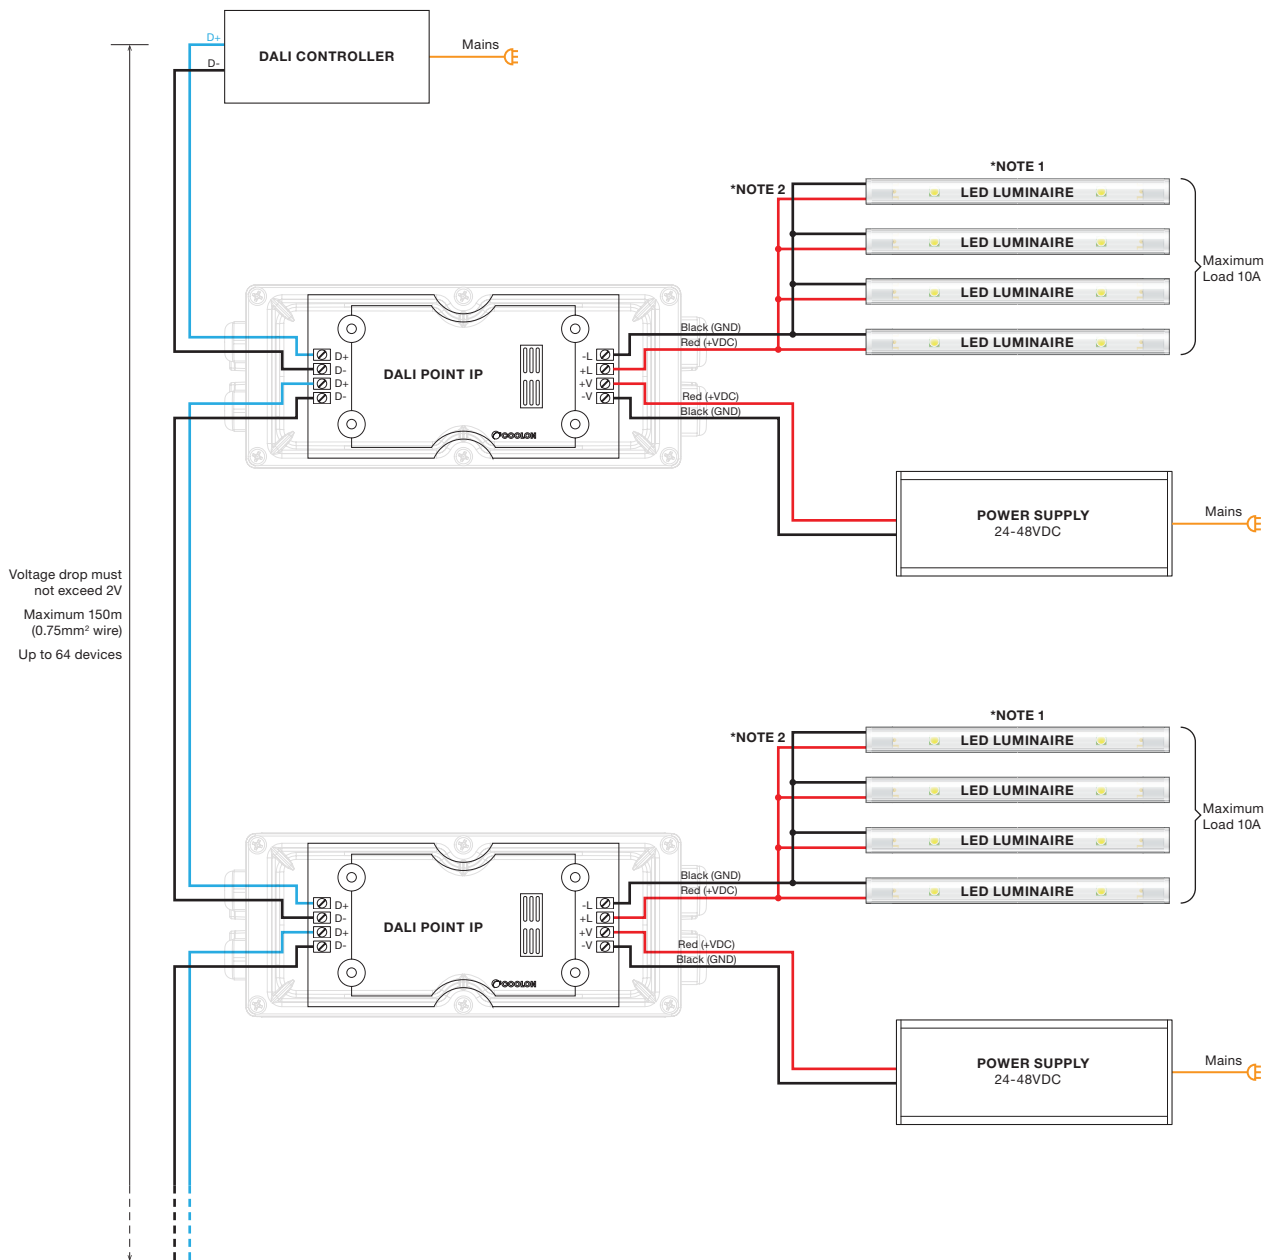 D+
D-
DALI CONTROLLER
Mains
*NOTE 1
*NOTE 2
LED LUMINAIRE
LED LUMINAIRE
LED LUMINAIRE
LED LUMINAIRE
Maximum
Load 10A
Black (GND)
Red (+VDC)
D+
D-
D+
D-
DALI POINT IP
-L
+L
+V
-V
COOLON
Red (+VDC)
Black (GND)
POWER SUPPLY
24-48VDC
Mains
Voltage drop must
not exceed 2V
Maximum 150m
(0.75mm² wire)
Up to 64 devices
*NOTE 1
*NOTE 2
LED LUMINAIRE
LED LUMINAIRE
LED LUMINAIRE
LED LUMINAIRE
Maximum
Load 10A
Black (GND)
Red (+VDC)
D+
D-
D+
D-
DALI POINT IP
-L
+L
+V
-V
COOLON
Red (+VDC)
Black (GND)
POWER SUPPLY
24-48VDC
Mains